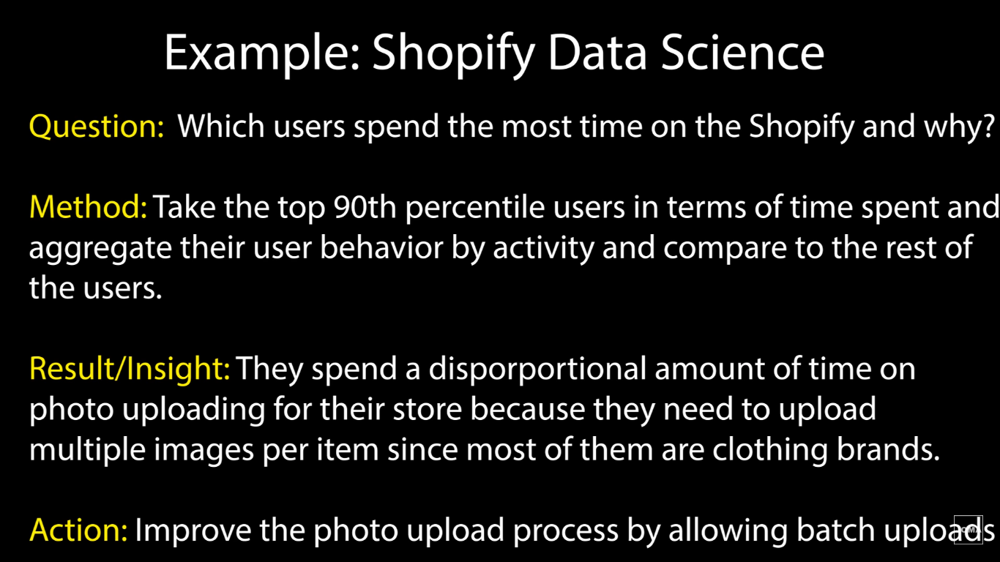 Example: Shopify Data Science
Question: Which users spend the most time on the Shopify and why?
Method: Take the top 90th percentile users in terms of time spent and
aggregate their user behavior by activity and compare to the rest of
the users.
Result/Insight: They spend a disporportional amount of time on
photo uploading for their store because they need to upload
multiple images per item since most of them are clothing brands.
Action: Improve the photo upload process by allowing batch uploads